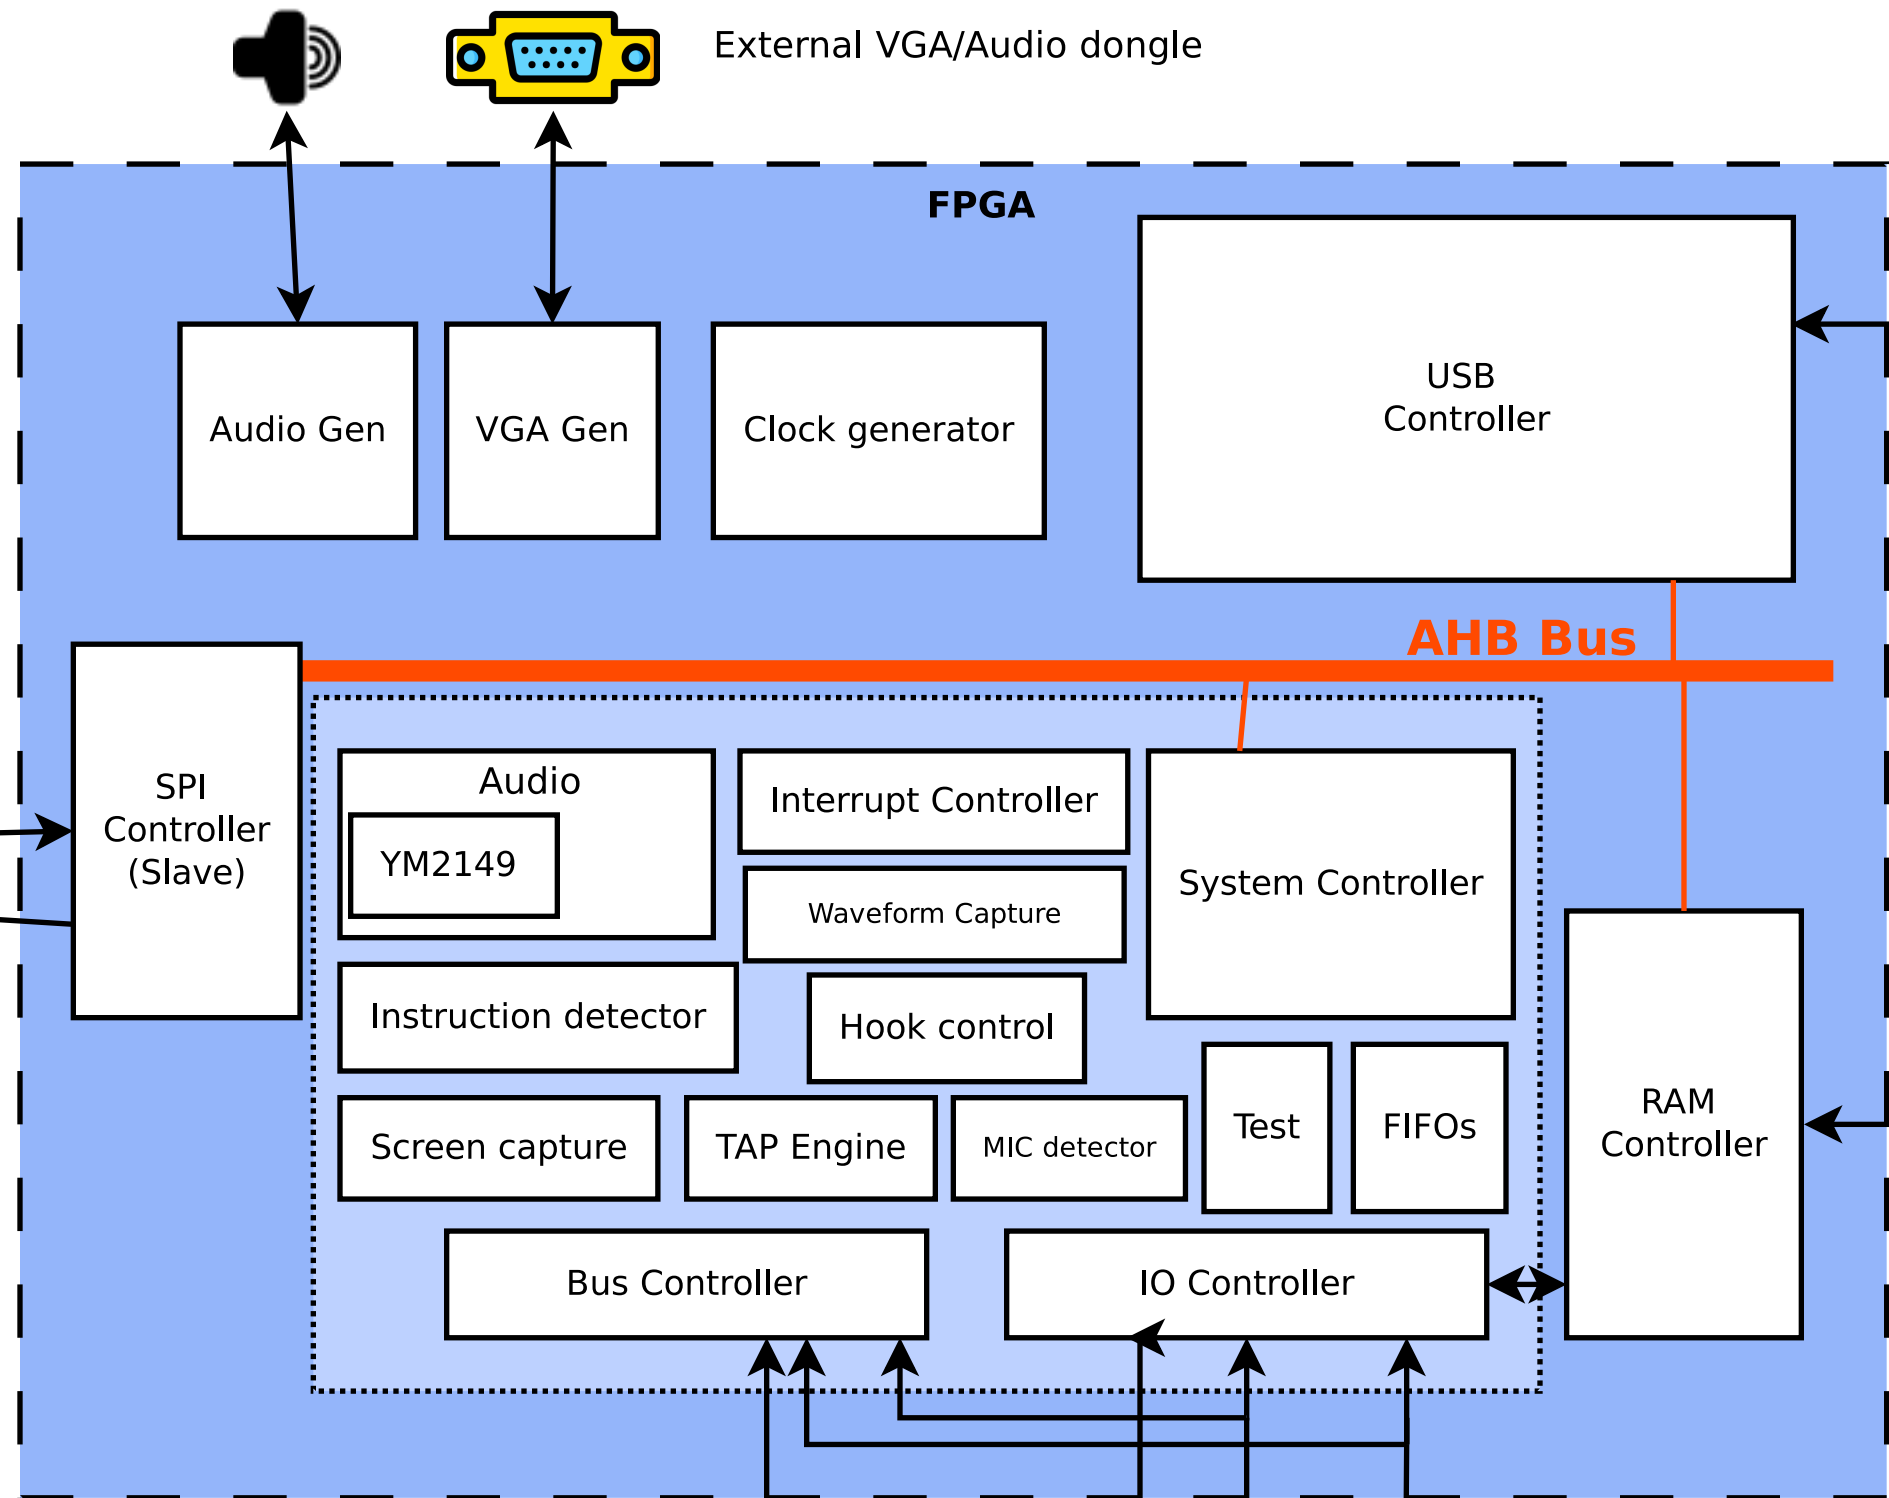 External VGA/Audio dongle
FPGA
USB
Controller
Audio Gen
VGA Gen
Clock generator
AHB Bus
SPI
Controller
(Slave)
Audio
YM2149
Interrupt Controller
Waveform Capture
System Controller
Instruction detector
Hook control
Screen capture
TAP Engine
MIC detector
Test
FIFOs
RAM
Controller
Bus Controller
IO Controller